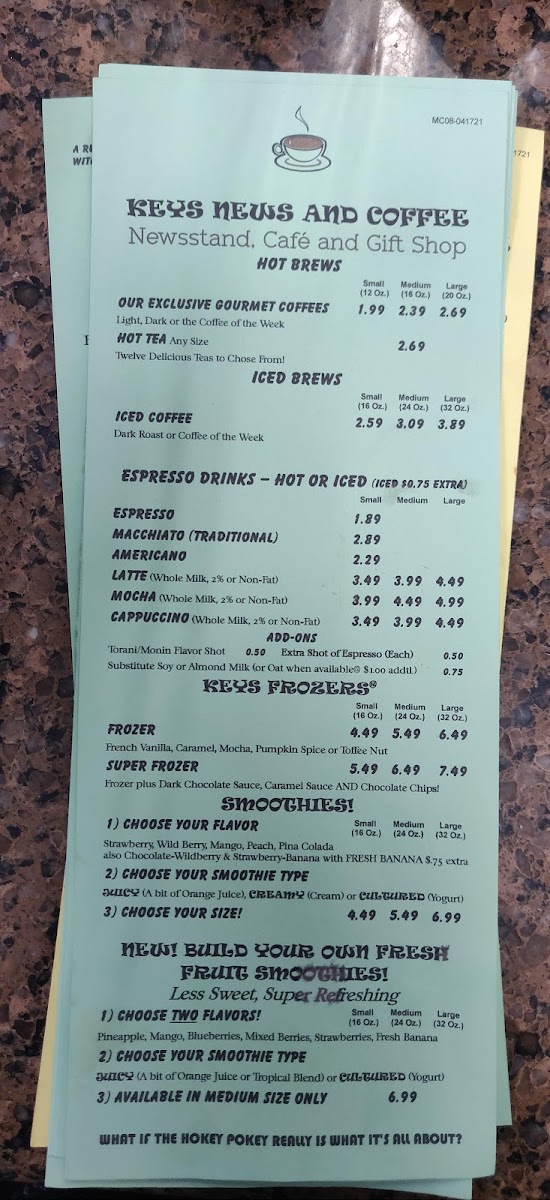 MC08-041721
1721
A
WIT
KEYS NEWS AND COFFEE
Newsstand, Café and Gift Shop
HOT BREWS
Small Medium Large
(12 Oz.) (16 Oz.) (20 Oz.)
OUR EXCLUSIVE GOURMET COFFEES 1.99 2.39 2.69
Light, Dark or the Coffee of the Week
HOT TEA Any Size 2.69
Twelve Delicious Teas to Chose From!
ICED BREWS
Small Medium Large
(16 Oz.) (24 Oz.) (32 Oz.)
ICED COFFEE 2.59 3.09 3.89
Dark Roast or Coffee of the Week
ESPRESSO DRINKS – HOT OR ICED (ICED $0.75 EXTRA)
Small Medium Large
ESPRESSO 1.89
MACCHIATO (TRADITIONAL) 2.89
AMERICANO 2.29
LATTE (Whole Milk, 2% or Non-Fat) 3.49 3.99 4.49
MOCHA (Whole Milk, 2% or Non-Fat) 3.99 4.49 4.99
CAPPUCCINO (Whole Milk, 2% or Non-Fat) 3.49 3.99 4.49
ADD-ONS
Torani/Monin Flavor Shot 0.50 Extra Shot of Espresso (Each) 0.50
Substitute Soy or Almond Milk (or Oat when available@ $1.00 addtl.) 0.75
KEYS FROZERS®
Small Medium Large
(16 Oz.) (24 Oz.) (32 Oz.)
FROZER 4.49 5.49 6.49
French Vanilla, Caramel, Mocha, Pumpkin Spice or Toffee Nut
SUPER FROZER 5.49 6.49 7.49
Frozer plus Dark Chocolate Sauce, Caramel Sauce AND Chocolate Chips!
SMOOTHIES!
1) CHOOSE YOUR FLAVOR Small Medium Large
(16 Oz.) (24 Oz.) (32 Oz.)
Strawberry, Wild Berry, Mango, Peach, Pina Colada
also Chocolate-Wildberry & Strawberry-Banana with FRESH BANANA $.75 extra
2) CHOOSE YOUR SMOOTHIE TYPE
JUICY (A bit of Orange Juice), CREAMY (Cream) or CULTURED (Yogurt)
3) CHOOSE YOUR SIZE! 4.49 5.49 6.99
NEW! BUILD YOUR OWN FRESH
FRUIT SMOOTHIES!
Less Sweet, Super Refreshing
1) CHOOSE TWO FLAVORS! Small Medium Large
(16 Oz.) (24 Oz.) (32 Oz.)
Pineapple, Mango, Blueberries, Mixed Berries, Strawberries, Fresh Banana
2) CHOOSE YOUR SMOOTHIE TYPE
JUICY (A bit of Orange Juice or Tropical Blend) or CULTURED (Yogurt)
3) AVAILABLE IN MEDIUM SIZE ONLY 6.99
WHAT IF THE HOKEY POKEY REALLY IS WHAT IT'S ALL ABOUT?